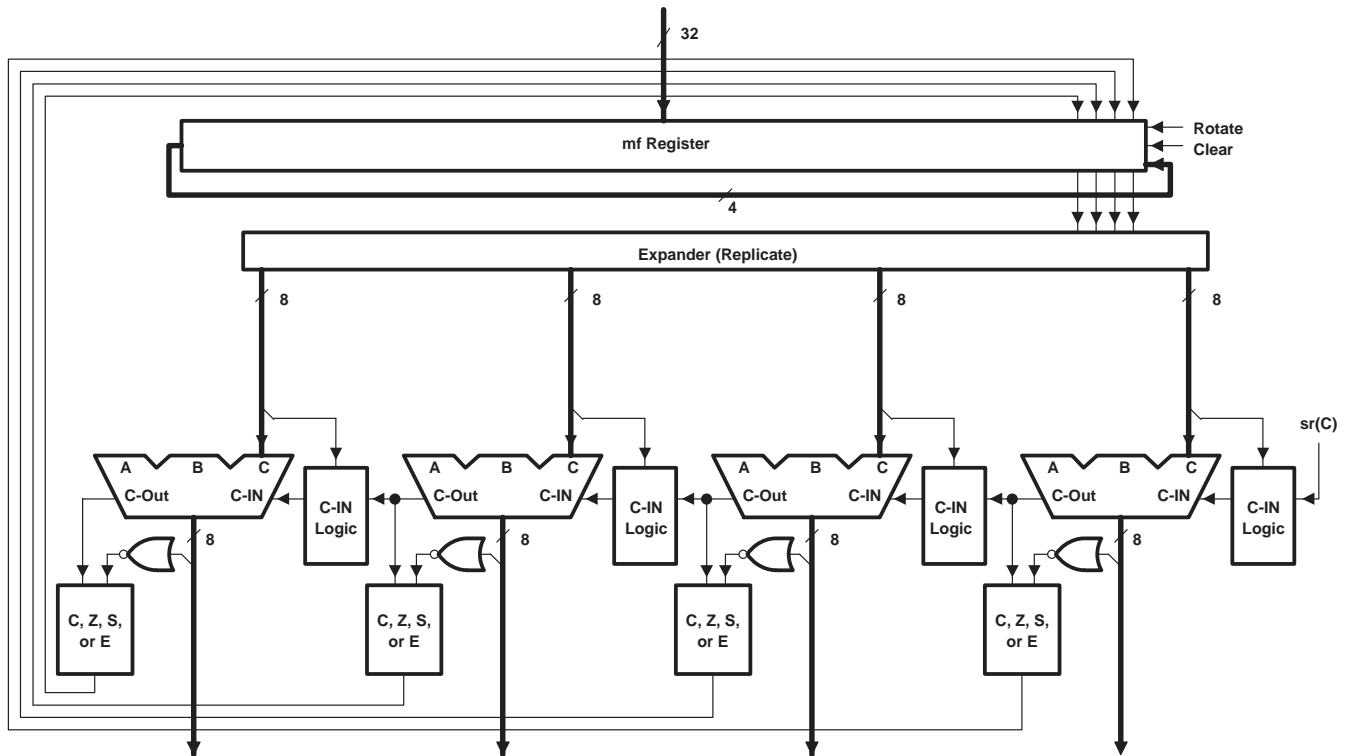 32
mf Register
Rotate
Clear
4
Expander (Replicate)
8
8
8
8
sr(C)
A
B
C
C-Out
C-IN
C-IN
Logic
A
B
C
C-Out
C-IN
C-IN
Logic
A
B
C
C-Out
C-IN
C-IN
Logic
A
B
C
C-Out
C-IN
C-IN
Logic
8
8
8
8
C, Z, S,
or E
C, Z, S,
or E
C, Z, S,
or E
C, Z, S,
or E